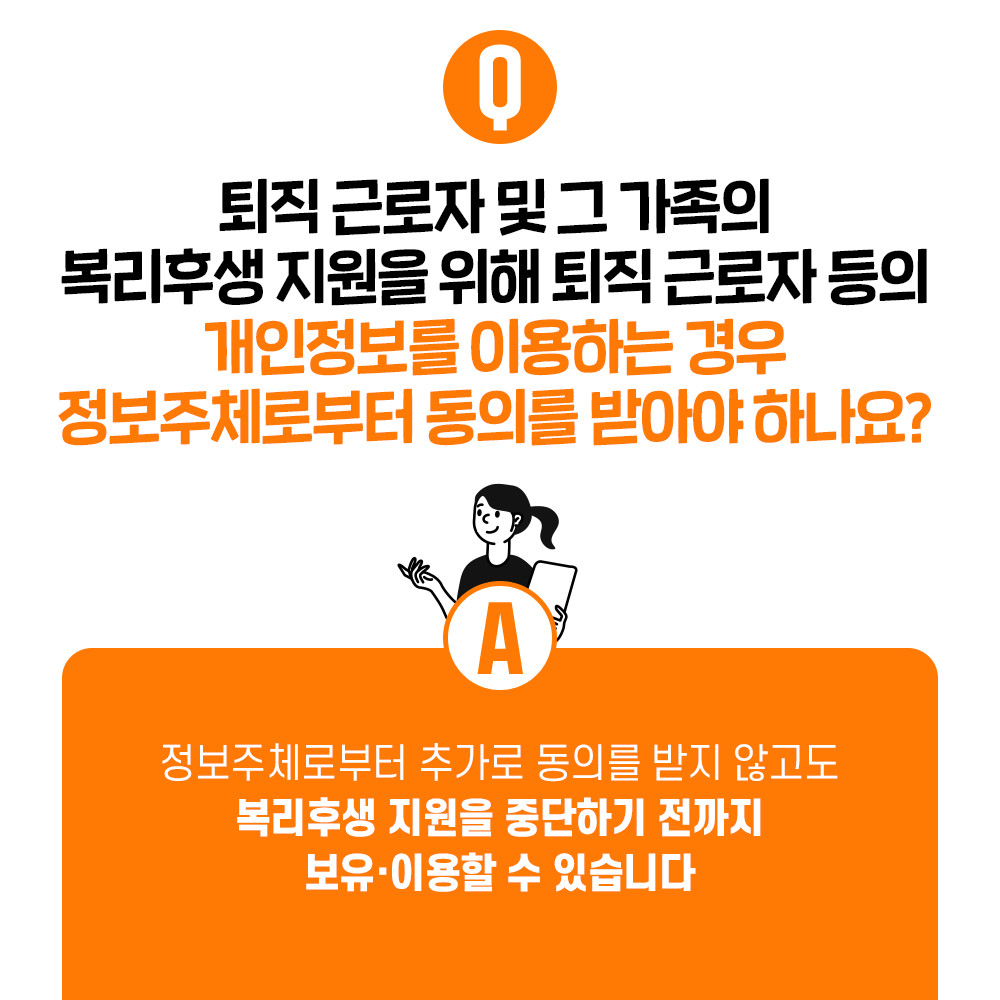 Q
퇴직 근로자 및 그 가족의
복리후생 지원을 위해 퇴직 근로자 등의
개인정보를 이용하는 경우
정보주체로부터 동의를 받아야 하나요?
A
정보주체로부터 추가로 동의를 받지 않고도
복리후생 지원을 중단하기 전까지
보유·이용할 수 있습니다